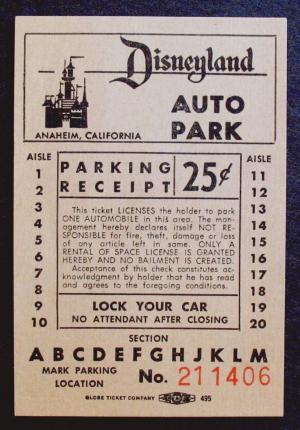 Disneyland
AUTO
PARK
ANAHEIM, CALIFORNIA
AISLE
1
2
3
4
5
6
7
8
9
10
PARKING
RECEIPT
25¢
This ticket LICENSES the holder to park
ONE AUTOMOBILE in this area. The man-
agement hereby declares itself NOT RE-
SPONSIBLE for fire, theft, damage or loss
of any article left in same. ONLY A
RENTAL OF SPACE LICENSE IS GRANTED
HEREBY AND NO BAILMENT IS CREATED.
Acceptance of this check constitutes ac-
knowledgment by holder that he has read
and agrees to the foregoing conditions.
LOCK YOUR CAR
NO ATTENDANT AFTER CLOSING
AISLE
11
12
13
14
15
16
17
18
19
20
SECTION
A B C D E F G H J K L M
MARK PARKING
LOCATION
No. 211406
GLOBE TICKET COMPANY
495